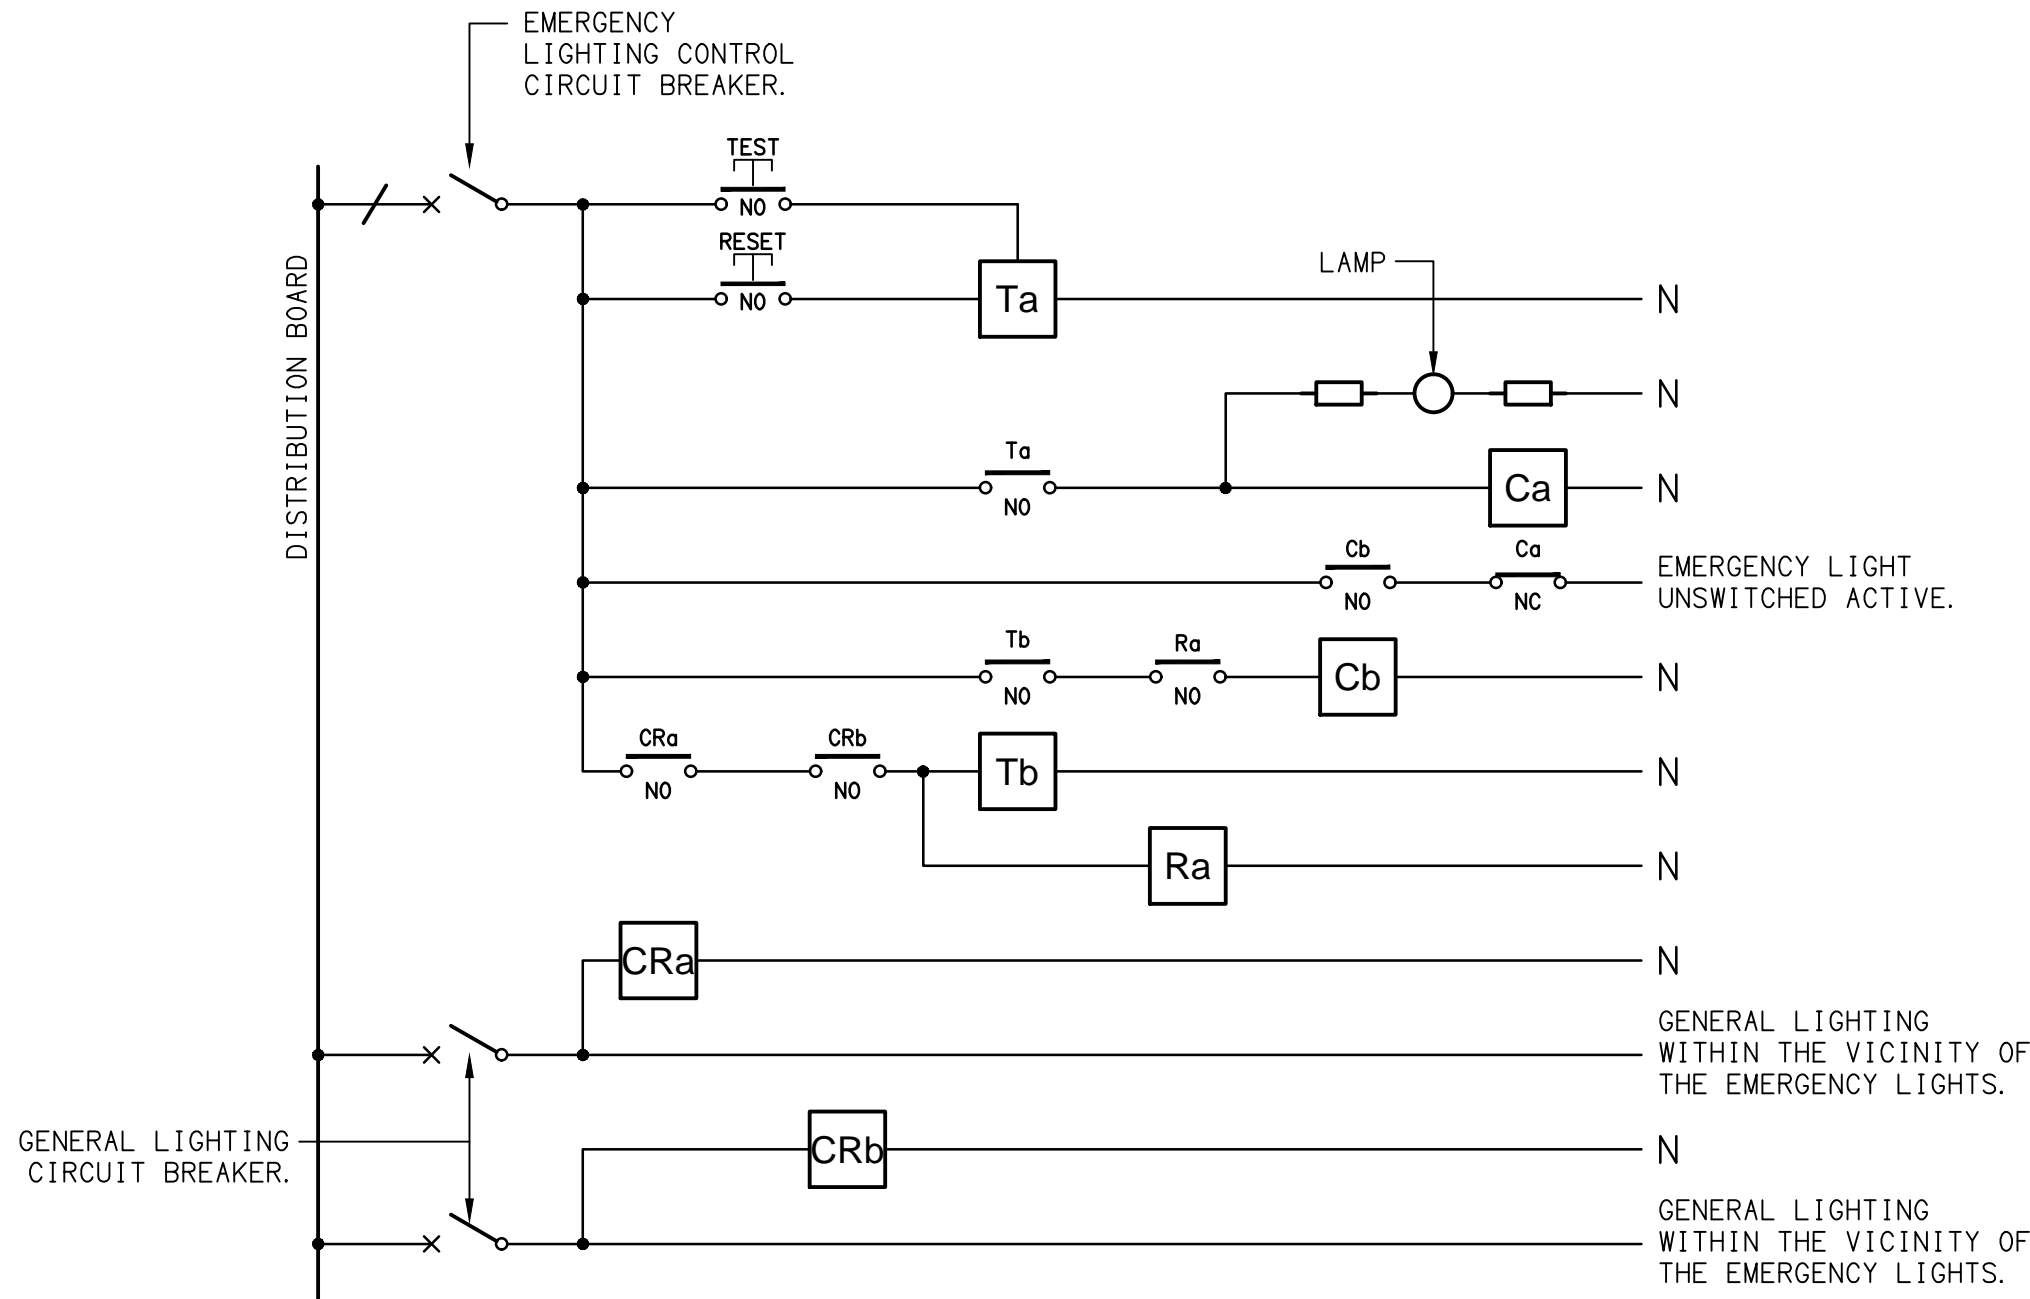 EMERGENCY
LIGHTING CONTROL
CIRCUIT BREAKER.
TEST
NO
RESET
NO
DISTRIBUTION BOARD
Ta
N
LAMP
N
Ta
NO
Ca
N
Cb
NO
Ca
NC
EMERGENCY LIGHT
UNSWITCHED ACTIVE.
Tb
NO
Ra
NO
Cb
N
CRa
NO
CRb
NO
Tb
N
Ra
N
CRa
N
GENERAL LIGHTING
WITHIN THE VICINITY OF
THE EMERGENCY LIGHTS.
GENERAL LIGHTING
CIRCUIT BREAKER.
CRb
N
GENERAL LIGHTING
WITHIN THE VICINITY OF
THE EMERGENCY LIGHTS.